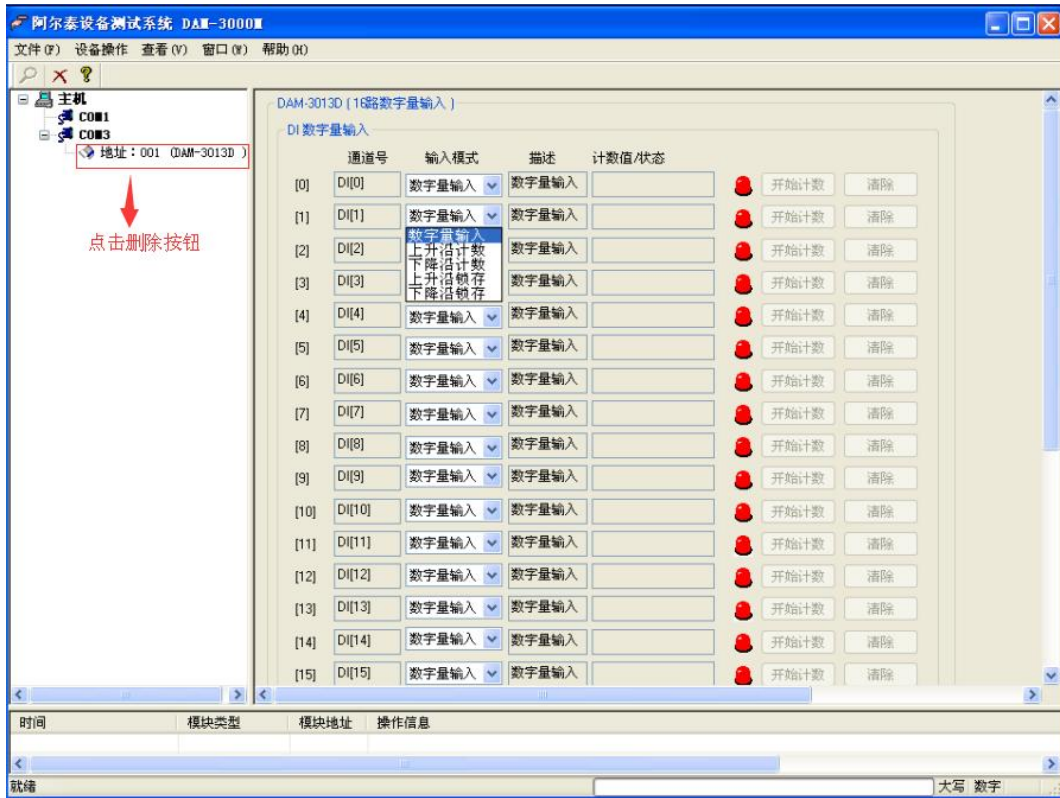 阿尔泰设备测试系统 DAM-3000M
文件(F) 设备操作 查看(V) 窗口(W) 帮助(H)
主机
COM1
COM3
地址:001 (DAM-3013D )
点击删除按钮
DAM-3013D ( 16路数字量输入 )
DI 数字量输入
通道号 输入模式 描述 计数值/状态
[0] DI[0] 数字量输入 数字量输入 开始计数 清除
[1] DI[1] 数字量输入 数字量输入 开始计数 清除
数字量输入
上升沿计数
下降沿计数
上升沿锁存
下降沿锁存
[2] DI[2] 数字量输入 开始计数 清除
[3] DI[3] 数字量输入 开始计数 清除
[4] DI[4] 数字量输入 数字量输入 开始计数 清除
[5] DI[5] 数字量输入 数字量输入 开始计数 清除
[6] DI[6] 数字量输入 数字量输入 开始计数 清除
[7] DI[7] 数字量输入 数字量输入 开始计数 清除
[8] DI[8] 数字量输入 数字量输入 开始计数 清除
[9] DI[9] 数字量输入 数字量输入 开始计数 清除
[10] DI[10] 数字量输入 数字量输入 开始计数 清除
[11] DI[11] 数字量输入 数字量输入 开始计数 清除
[12] DI[12] 数字量输入 数字量输入 开始计数 清除
[13] DI[13] 数字量输入 数字量输入 开始计数 清除
[14] DI[14] 数字量输入 数字量输入 开始计数 清除
[15] DI[15] 数字量输入 数字量输入 开始计数 清除
时间 模块类型 模块地址 操作信息
就绪 大写 数字